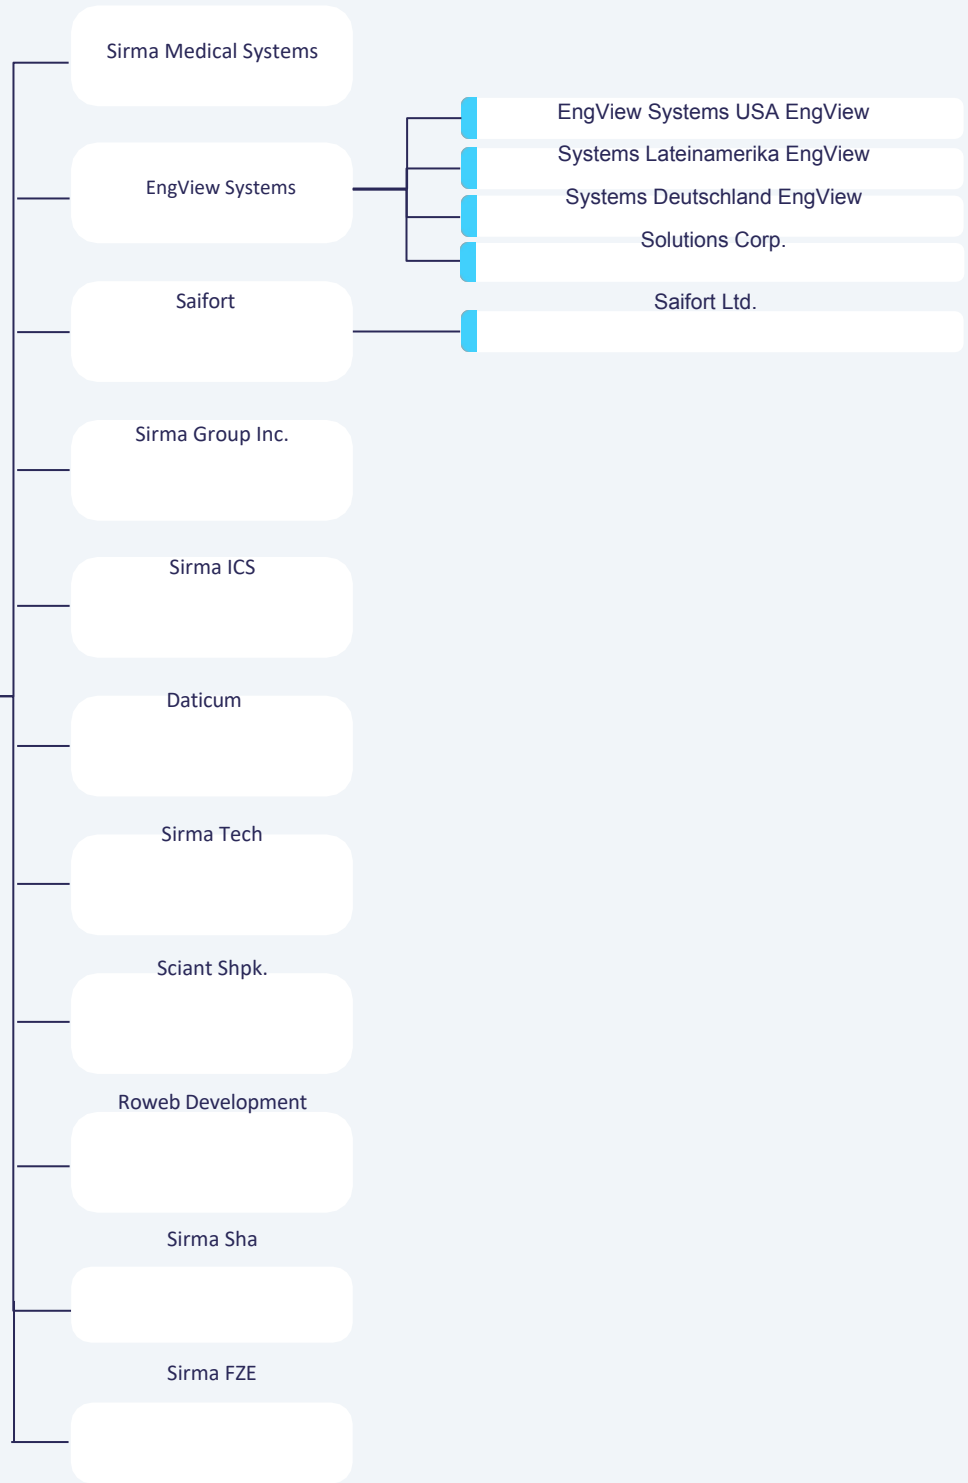 Sirma Medical Systems
EngView Systems
EngView Systems USA EngView
Systems Lateinamerika EngView
Systems Deutschland EngView
Solutions Corp.
Saifort
Saifort Ltd.
Sirma Group Inc.
Sirma ICS
Daticum
Sirma Tech
Sciant Shpk.
Roweb Development
Sirma Sha
Sirma FZE